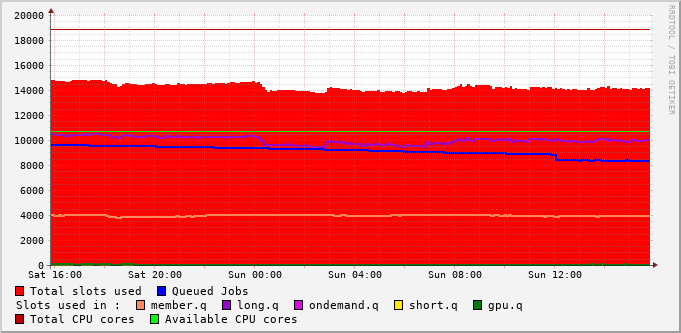 20000
18000
16000
14000
12000
10000
8000
6000
4000
2000
0
Sat 16:00 Sat 20:00 Sun 00:00 Sun 04:00 Sun 08:00 Sun 12:00
Total slots used Queued Jobs
Slots used in : member.q long.q ondemand.q short.q gpu.q
Total CPU cores Available CPU cores
RRDTOOL / TOBI OETIKER